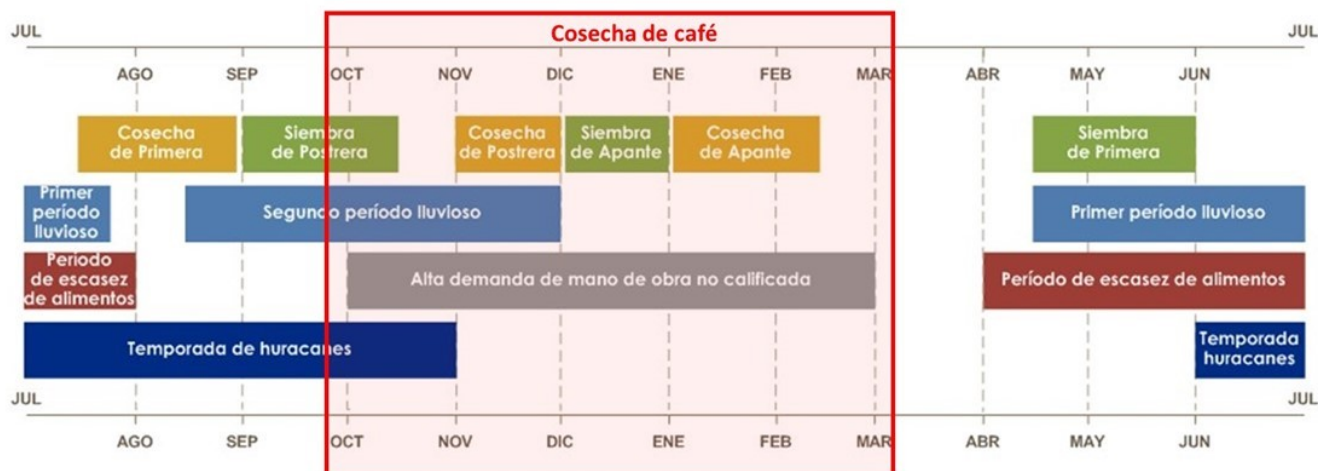 Cosecha de café
JUL
JUL
AGO
SEP
OCT
NOV
DIC
ENE
FEB
MAR
ABR
MAY
JUN
Cosecha
de Primera
Siembra
de Postrera
Cosecha
de Postrera
Siembra
de Apante
Cosecha
de Apante
Siembra
de Primera
Primer
período
lluvioso
Segundo período lluvioso
Primer período lluvioso
Período
de escasez
de alimentos
Alta demanda de mano de obra no calificada
Período de escasez de alimentos
Temporada de huracanes
Temporada
huracanes
JUL
JUL
AGO
SEP
OCT
NOV
DIC
ENE
FEB
MAR
ABR
MAY
JUN